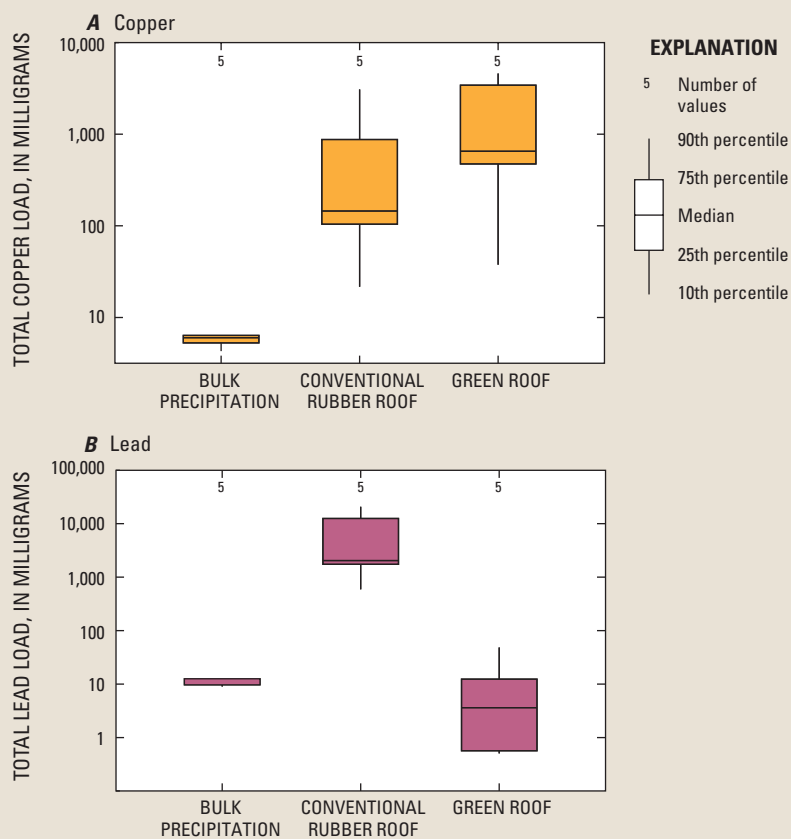 A Copper
TOTAL COPPER LOAD, IN MILLIGRAMS
10,000
1,000
100
10
5 5 5
BULK
PRECIPITATION
CONVENTIONAL
RUBBER ROOF
GREEN ROOF
EXPLANATION
5 Number of
values
90th percentile
75th percentile
Median
25th percentile
10th percentile
B Lead
TOTAL LEAD LOAD, IN MILLIGRAMS
100,000
10,000
1,000
100
10
1
5 5 5
BULK
PRECIPITATION
CONVENTIONAL
RUBBER ROOF
GREEN ROOF